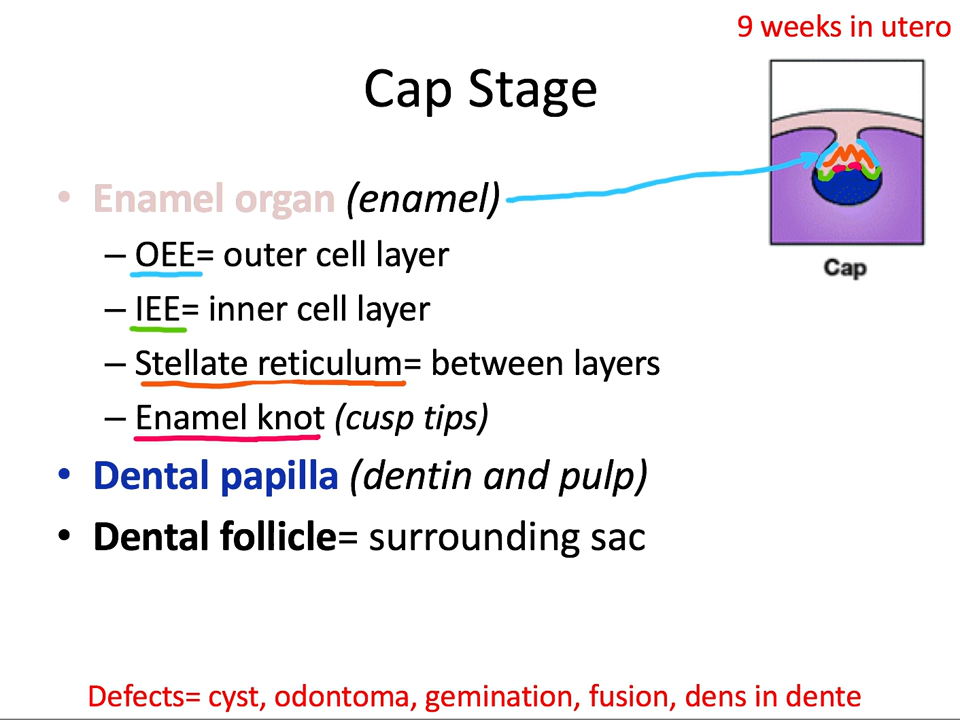 9 weeks in utero
Cap Stage
• Enamel organ (enamel)
– OEE= outer cell layer
– IEE= inner cell layer
– Stellate reticulum= between layers
– Enamel knot (cusp tips)
• Dental papilla (dentin and pulp)
• Dental follicle= surrounding sac
Cap
Defects= cyst, odontoma, gemination, fusion, dens in dente